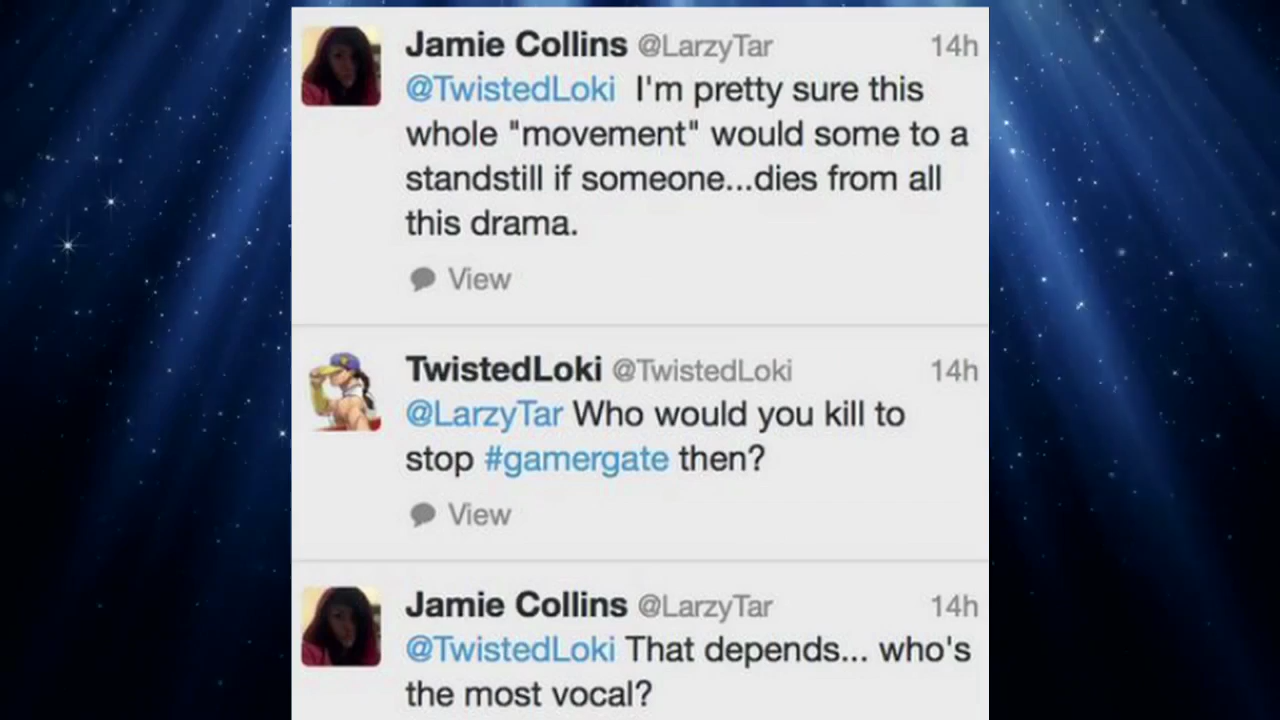 Jamie Collins @LarzyTar 14h
@TwistedLoki I'm pretty sure this
whole "movement" would some to a
standstill if someone...dies from all
this drama.
View
TwistedLoki @TwistedLoki 14h
@LarzyTar Who would you kill to
stop #gamergate then?
View
Jamie Collins @LarzyTar 14h
@TwistedLoki That depends... who's
the most vocal?